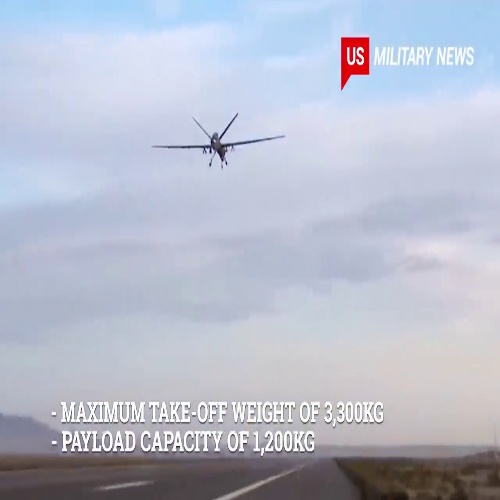 US MILITARY NEWS
- MAXIMUM TAKE-OFF WEIGHT OF 3,300KG
- PAYLOAD CAPACITY OF 1,200KG